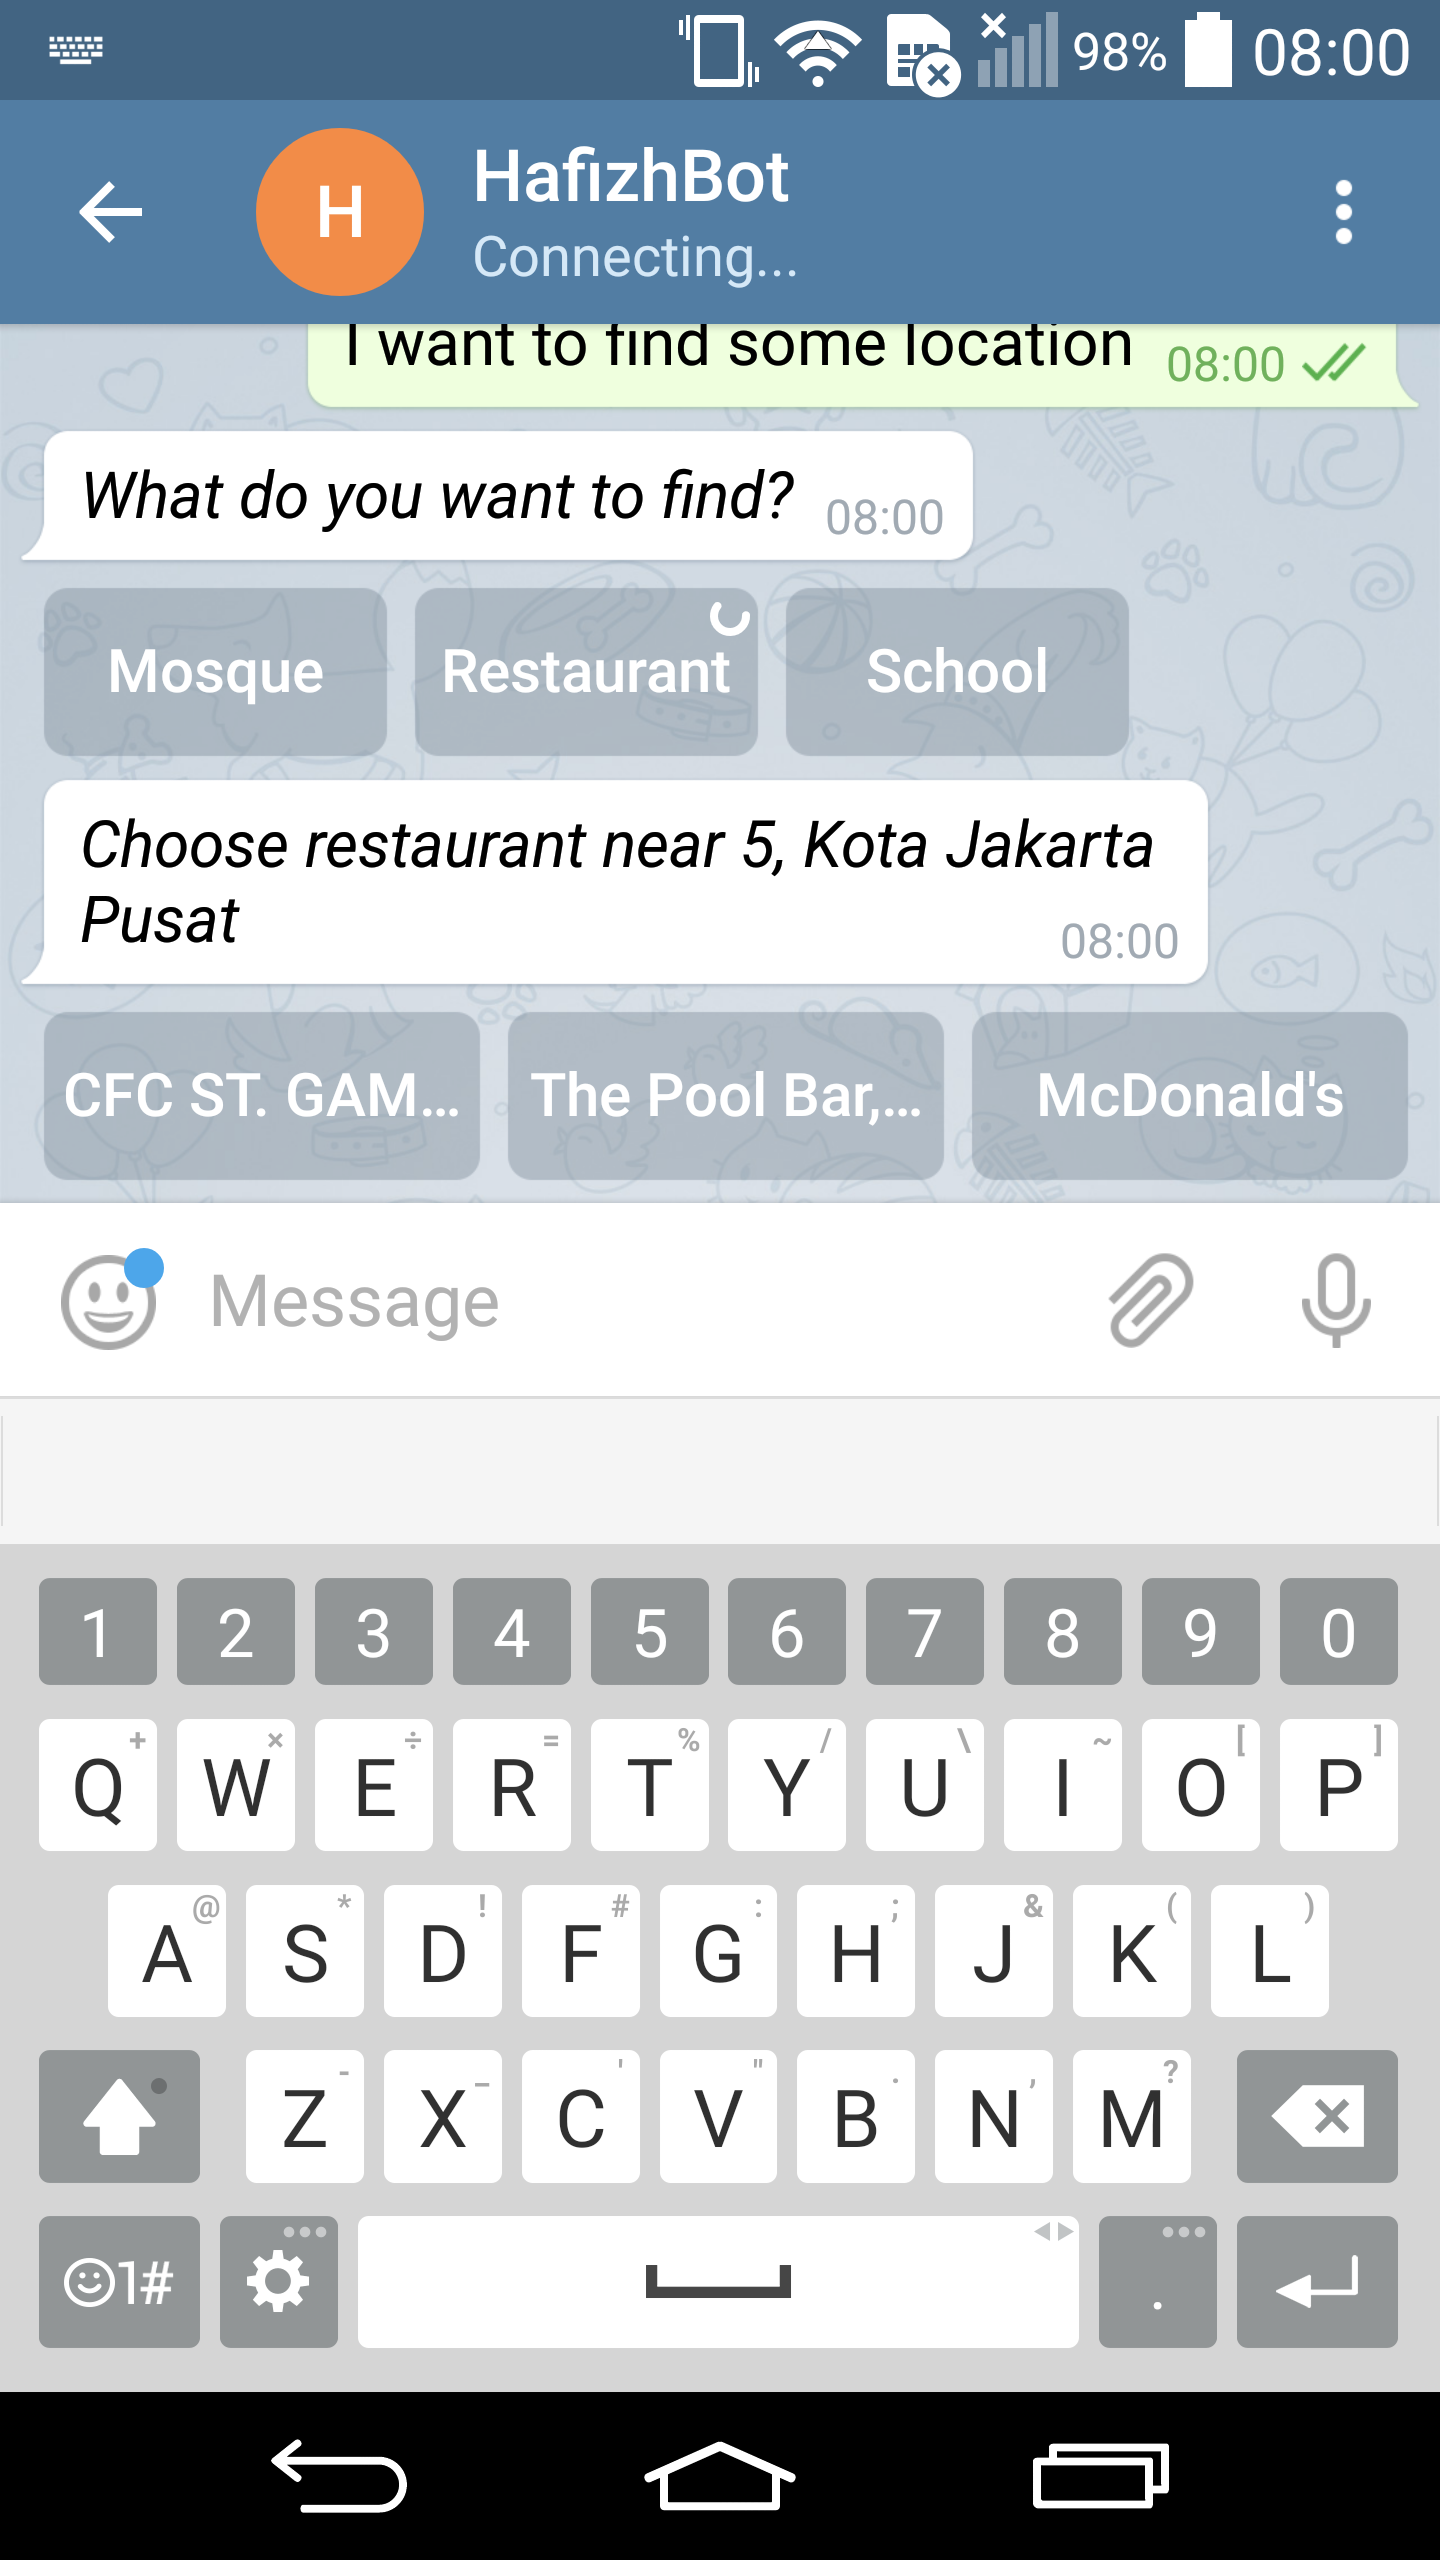 98% 08:00
H
HafizhBot
Connecting...
I want to find some location 08:00
What do you want to find? 08:00
Mosque Restaurant School
Choose restaurant near 5, Kota Jakarta
Pusat 08:00
CFC ST. GAM... The Pool Bar,... McDonald's
Message
1 2 3 4 5 6 7 8 9 0
+ × ÷ = % / \ ~ [ ]
Q W E R T Y U I O P
@ * ! # : ; & ( )
A S D F G H J K L
- _ ' " . , ?
Z X C V B N M
1# .